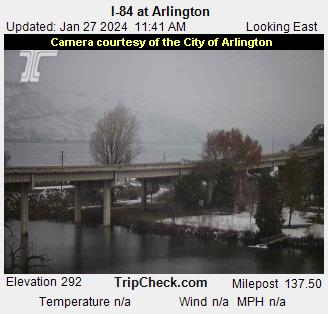 I-84 at Arlington
Updated: Jan 27 2024 11:41 AM Looking East
Camera courtesy of the City of Arlington
Elevation 292 TripCheck.com Milepost 137.50
Temperature n/a Wind n/a MPH n/a